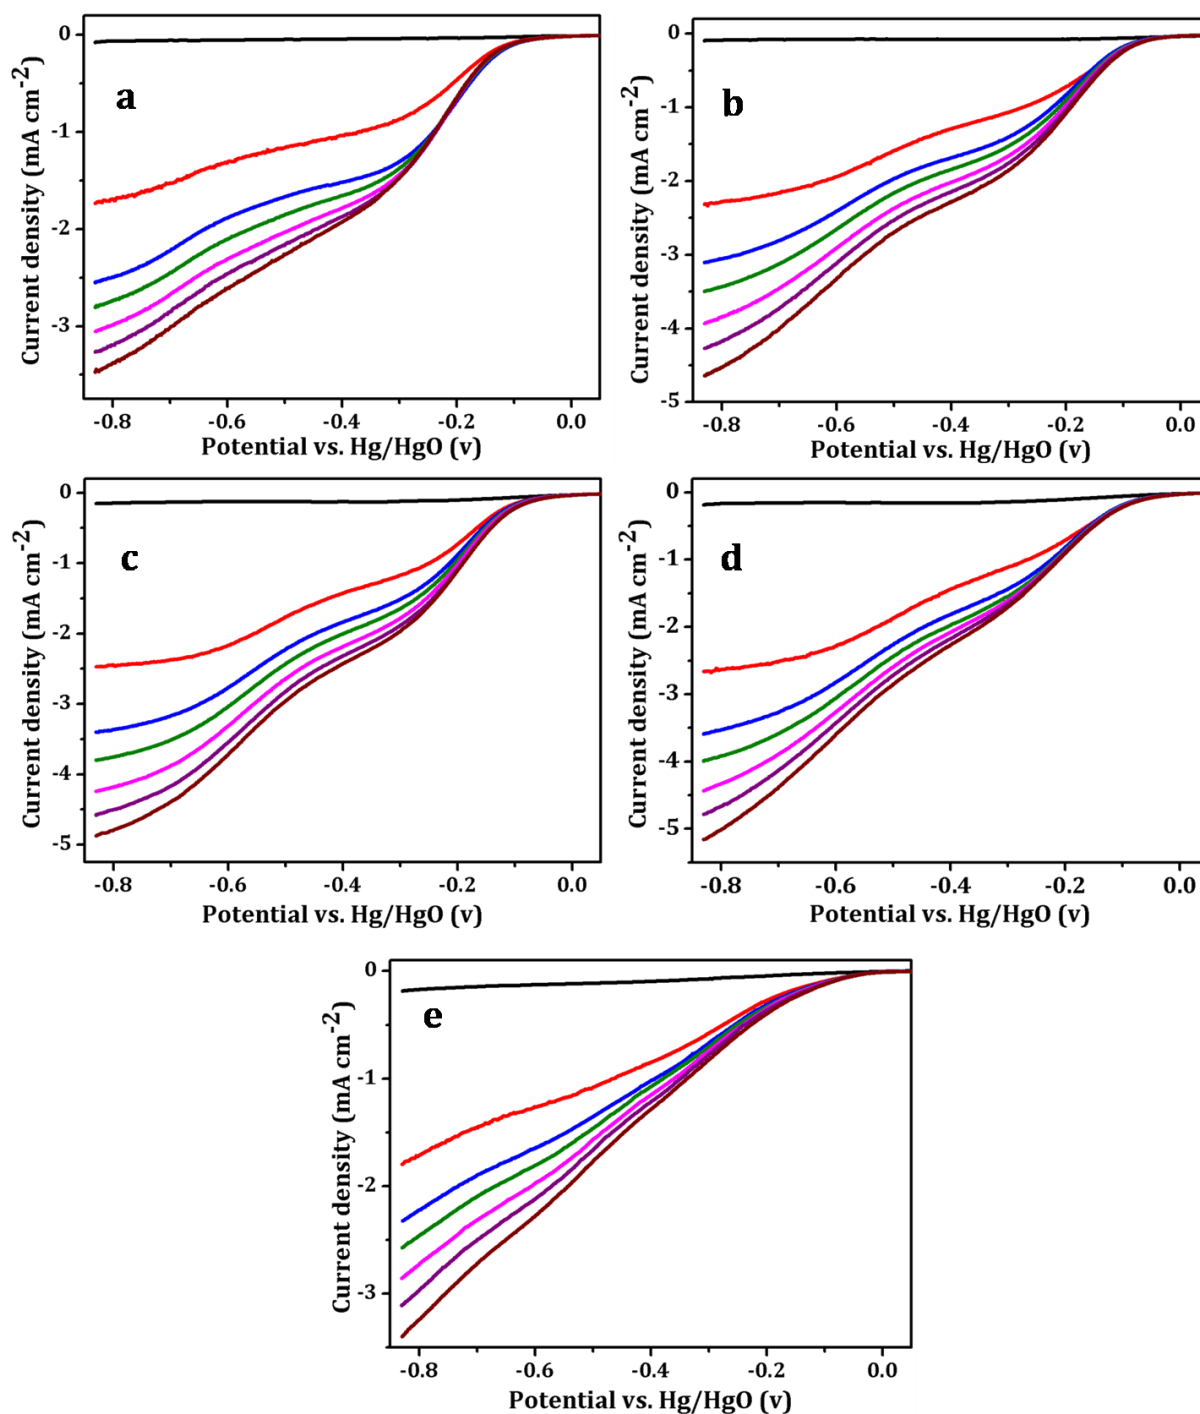 a
Current density (mA cm-2)
0
-1
-2
-3
-0.8 -0.6 -0.4 -0.2 0.0
Potential vs. Hg/HgO (v)
b
Current density (mA cm-2)
0
-1
-2
-3
-4
-5
-0.8 -0.6 -0.4 -0.2 0.0
Potential vs. Hg/HgO (v)
c
Current density (mA cm-2)
0
-1
-2
-3
-4
-5
-0.8 -0.6 -0.4 -0.2 0.0
Potential vs. Hg/HgO (v)
d
Current density (mA cm-2)
0
-1
-2
-3
-4
-5
-0.8 -0.6 -0.4 -0.2 0.0
Potential vs. Hg/HgO (v)
e
Current density (mA cm-2)
0
-1
-2
-3
-0.8 -0.6 -0.4 -0.2 0.0
Potential vs. Hg/HgO (v)